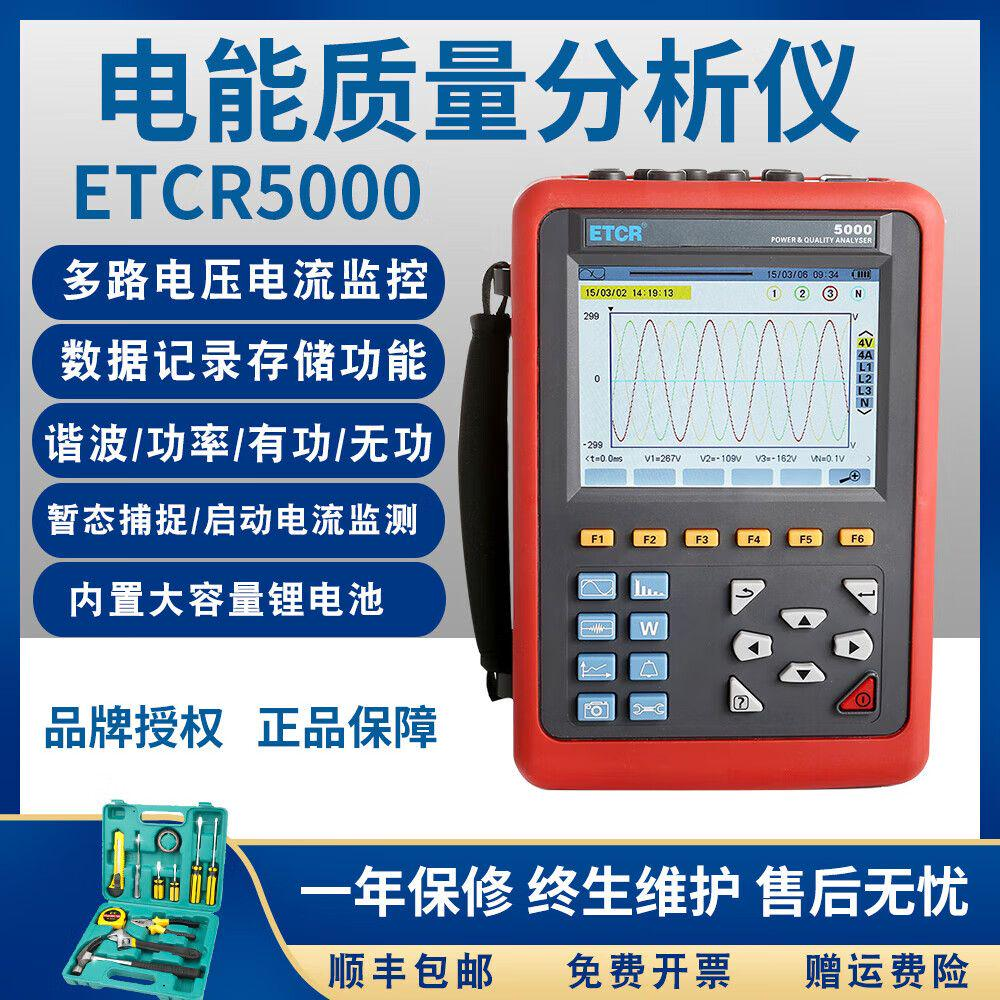 电能质量分析仪
ETCR5000
多路电压电流监控
数据记录存储功能
谐波/功率/有功/无功
暂态捕捉/启动电流监测
内置大容量锂电池
品牌授权 正品保障
ETCR® 5000
POWER & QUALITY ANALYSER
15/03/06 09:34
15/03/02 14:19:13 1 2 3 N
299 V
0
-299 V
4V
4A
L1
L2
L3
N
<t=0.0ms V1=267V V2=-109V V3=-162V VN=0.1V >
F1 F2 F3 F4 F5 F6
W
?
一年保修 终生维护 售后无忧
顺丰包邮 免费开票 赠运费险